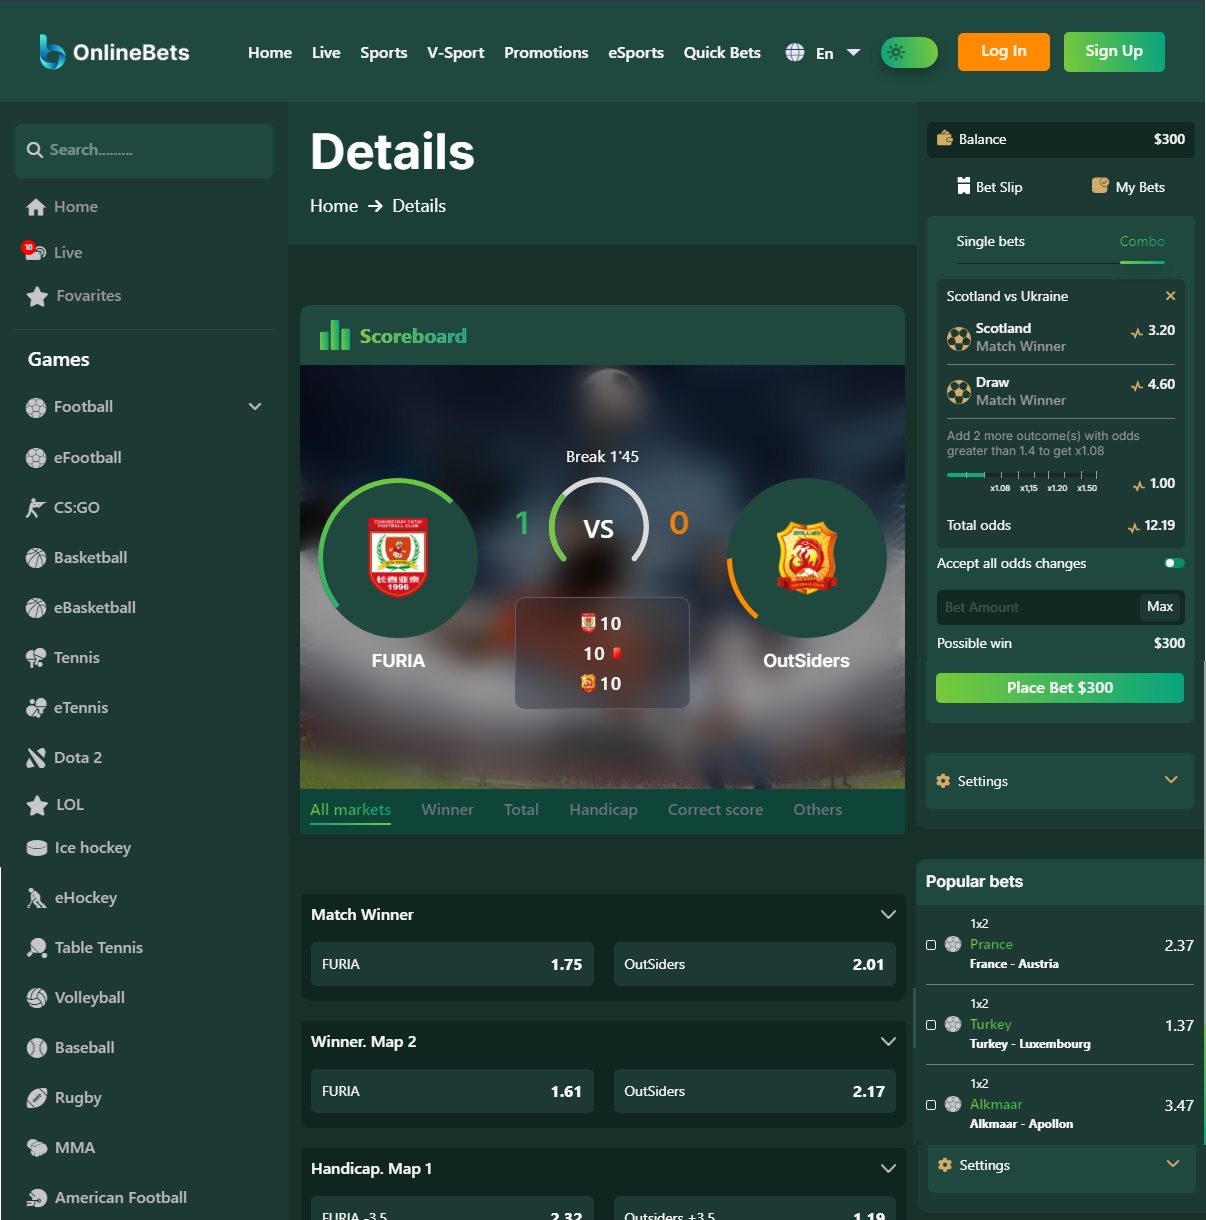 OnlineBets
Home Live Sports V-Sport Promotions eSports Quick Bets En Log In Sign Up
Search.........
Home
10
Live
Fovarites
Games
Football
eFootball
CS:GO
Basketball
eBasketball
Tennis
eTennis
Dota 2
LOL
Ice hockey
eHockey
Table Tennis
Volleyball
Baseball
Rugby
MMA
American Football
Details
Home → Details
Scoreboard
Break 1'45
1 VS 0
CHANGCHUN YATAI
FOOTBALL CLUB
长春亚泰
1996
FURIA
OutSiders
10
10
10
All markets Winner Total Handicap Correct score Others
Match Winner
FURIA 1.75 OutSiders 2.01
Winner. Map 2
FURIA 1.61 OutSiders 2.17
Handicap. Map 1
FURIA -3.5 2.32 Outsiders +3.5 1.19
Balance $300
Bet Slip My Bets
Single bets Combo
Scotland vs Ukraine
Scotland 3.20
Match Winner
Draw 4.60
Match Winner
Add 2 more outcome(s) with odds
greater than 1.4 to get x1.08
x1.08 x1,15 x1.20 x1.50 1.00
Total odds 12.19
Accept all odds changes
Bet Amount Max
Possible win $300
Place Bet $300
Settings
Popular bets
1x2
Prance 2.37
France - Austria
1x2
Turkey 1.37
Turkey - Luxembourg
1x2
Alkmaar 3.47
Alkmaar - Apollon
Settings